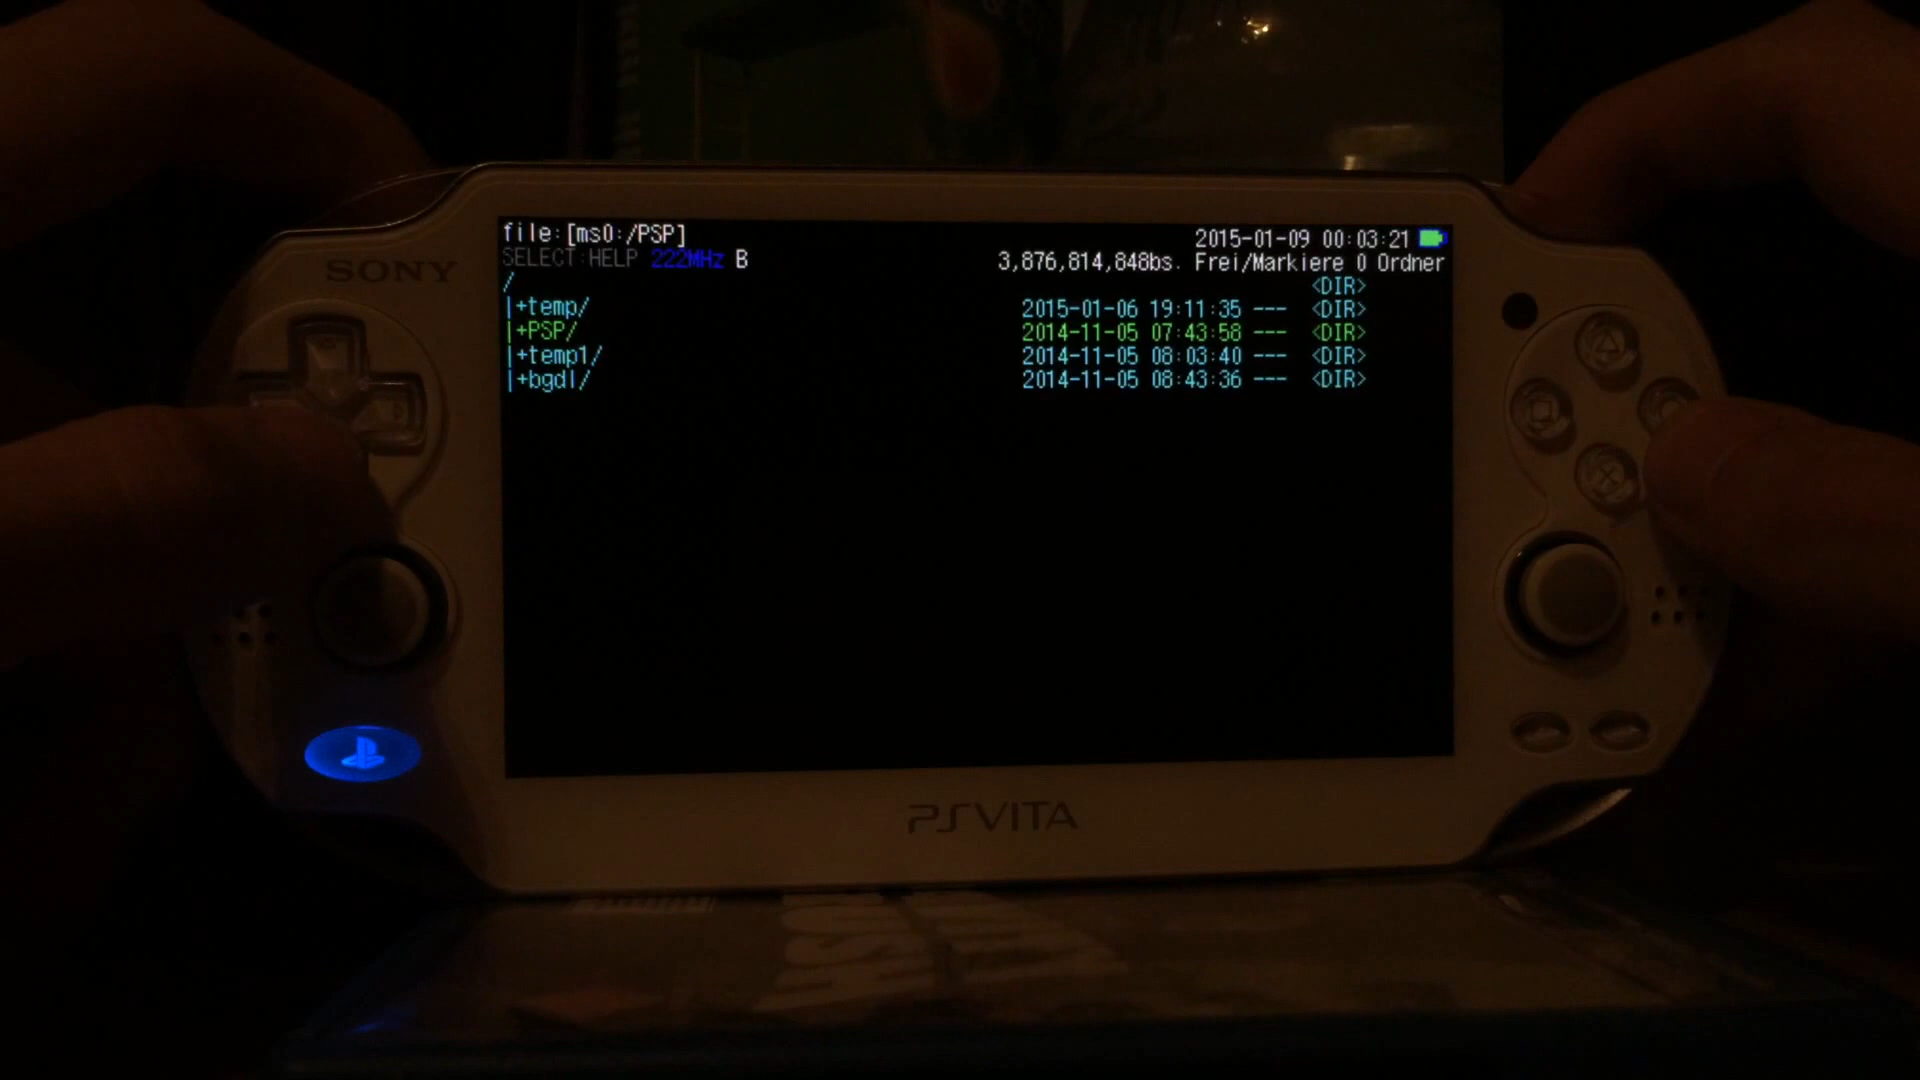 SONY
file:[ms0:/PSP] 2015-01-09 00:03:21
SELECT:HELP 222MHz B 3,876,814,848bs. Frei/Markiere 0 Ordner
/ <DIR>
|+temp/ 2015-01-06 19:11:35 --- <DIR>
|+PSP/ 2014-11-05 07:43:58 --- <DIR>
|+temp1/ 2014-11-05 08:03:40 --- <DIR>
|+bgdl/ 2014-11-05 08:43:36 --- <DIR>
PSVITA